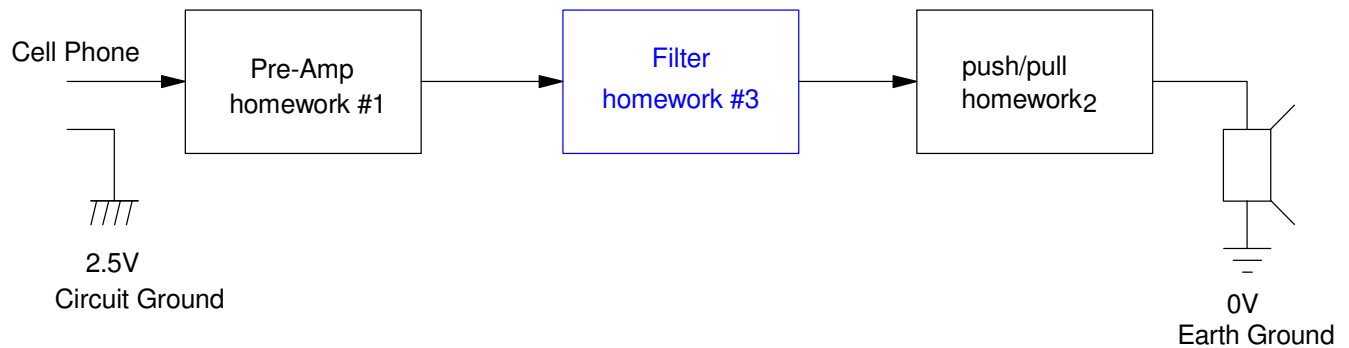 Cell Phone
Pre-Amp
homework #1
Filter
homework #3
push/pull
homework2
2.5V
Circuit Ground
0V
Earth Ground